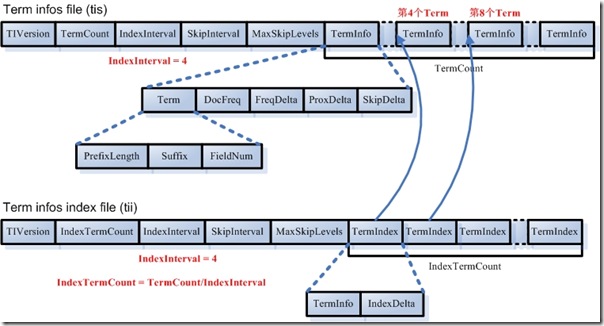 Term infos file (tis)
第4个Term 第8个Term
TIVersion TermCount IndexInterval SkipInterval MaxSkipLevels TermInfo TermInfo TermInfo TermInfo
IndexInterval = 4
TermCount
Term DocFreq FreqDelta ProxDelta SkipDelta
PrefixLength Suffix FieldNum
Term infos index file (tii)
TIVersion IndexTermCount IndexInterval SkipInterval MaxSkipLevels TermIndex TermIndex TermIndex TermIndex
IndexInterval = 4
IndexTermCount
IndexTermCount = TermCount/IndexInterval
TermInfo IndexDelta